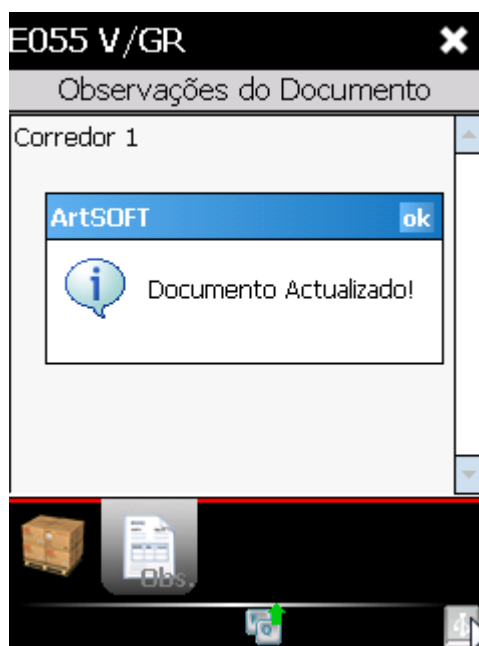 E055 V/GR
Observações do Documento
Corredor 1
ArtSOFT
ok
Documento Actualizado!
Obs.